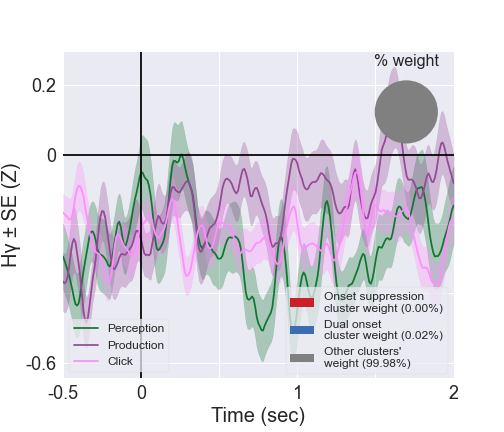 % weight
0.2
0
-0.6
Hγ ± SE (Z)
Perception
Production
Click
Onset suppression
cluster weight (0.00%)
Dual onset
cluster weight (0.02%)
Other clusters'
weight (99.98%)
-0.5
0
1
2
Time (sec)